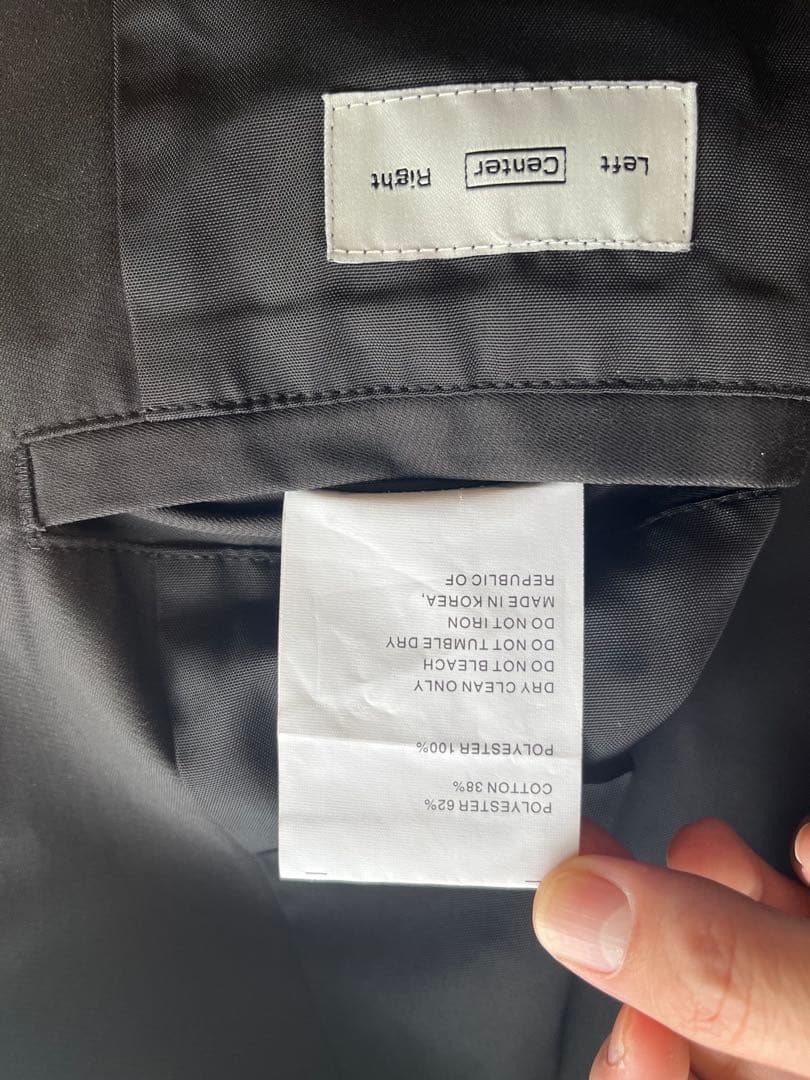 Left Center Right
POLYESTER 62%
COTTON 38%
POLYESTER 100%
DRY CLEAN ONLY
DO NOT BLEACH
DO NOT TUMBLE DRY
DO NOT IRON
MADE IN KOREA,
REPUBLIC OF